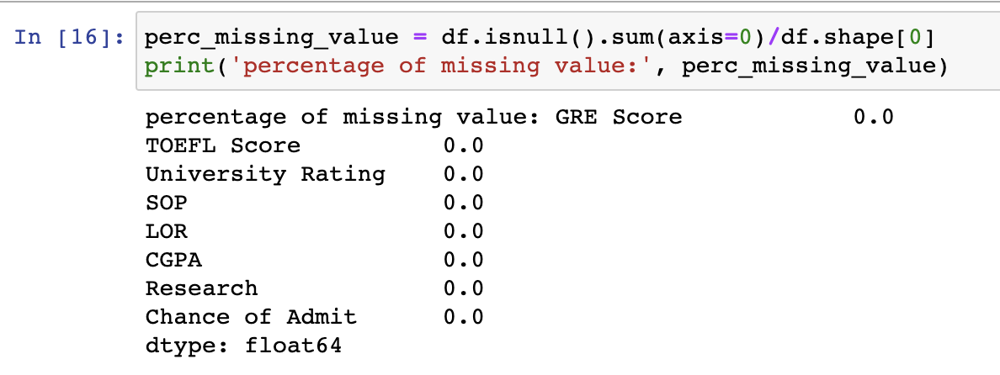 In [16]: perc_missing_value = df.isnull().sum(axis=0)/df.shape[0]
print('percentage of missing value:', perc_missing_value)
percentage of missing value: GRE Score            0.0
TOEFL Score          0.0
University Rating    0.0
SOP                  0.0
LOR                  0.0
CGPA                 0.0
Research             0.0
Chance of Admit      0.0
dtype: float64